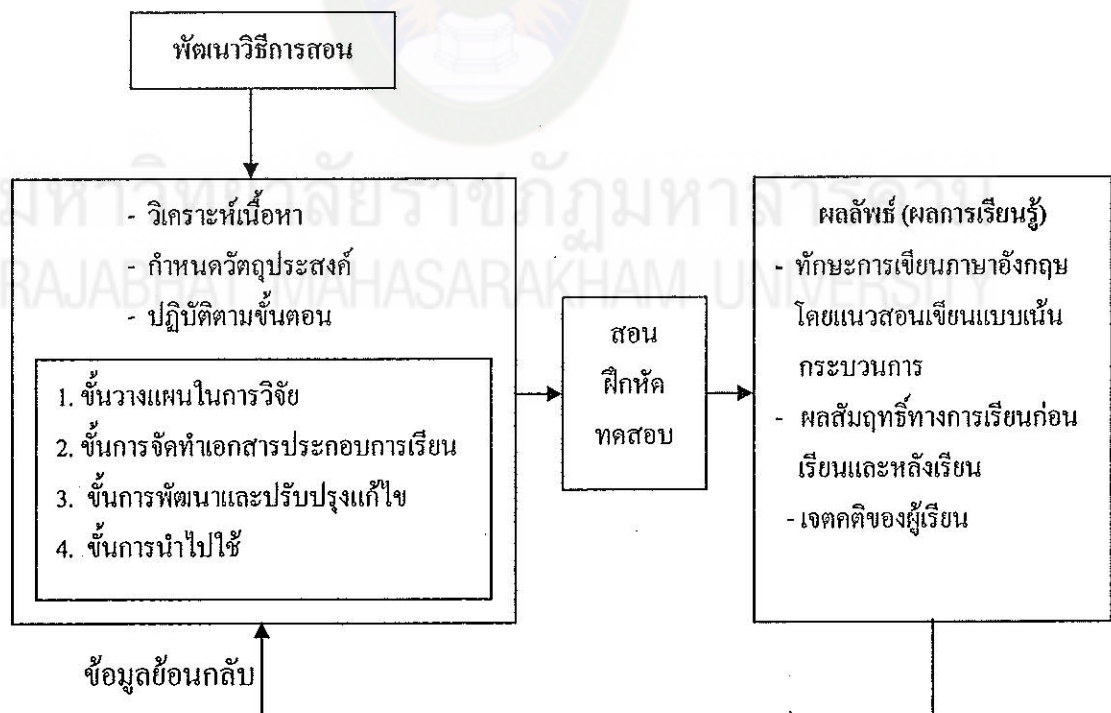 พัฒนาวิธีการสอน
- วิเคราะห์เนื้อหา
- กำหนดวัตถุประสงค์
- ปฏิบัติตามขั้นตอน
1. ขั้นวางแผนในการวิจัย
2. ขั้นการจัดทำเอกสารประกอบการเรียน
3. ขั้นการพัฒนาและปรับปรุงแก้ไข
4. ขั้นการนำไปใช้
สอน
ฝึกหัด
ทดสอบ
ผลลัพธ์ (ผลการเรียนรู้)
- ทักษะการเขียนภาษาอังกฤษ
โดยแนวสอนเขียนแบบเน้น
กระบวนการ
- ผลสัมฤทธิ์ทางการเรียนก่อน
เรียนและหลังเรียน
- เจตคติของผู้เรียน
ข้อมูลย้อนกลับ
มหาวิทยาลัยราชภัฏมหาสารคาม
RAJABHAT MAHASARAKHAM UNIVERSITY